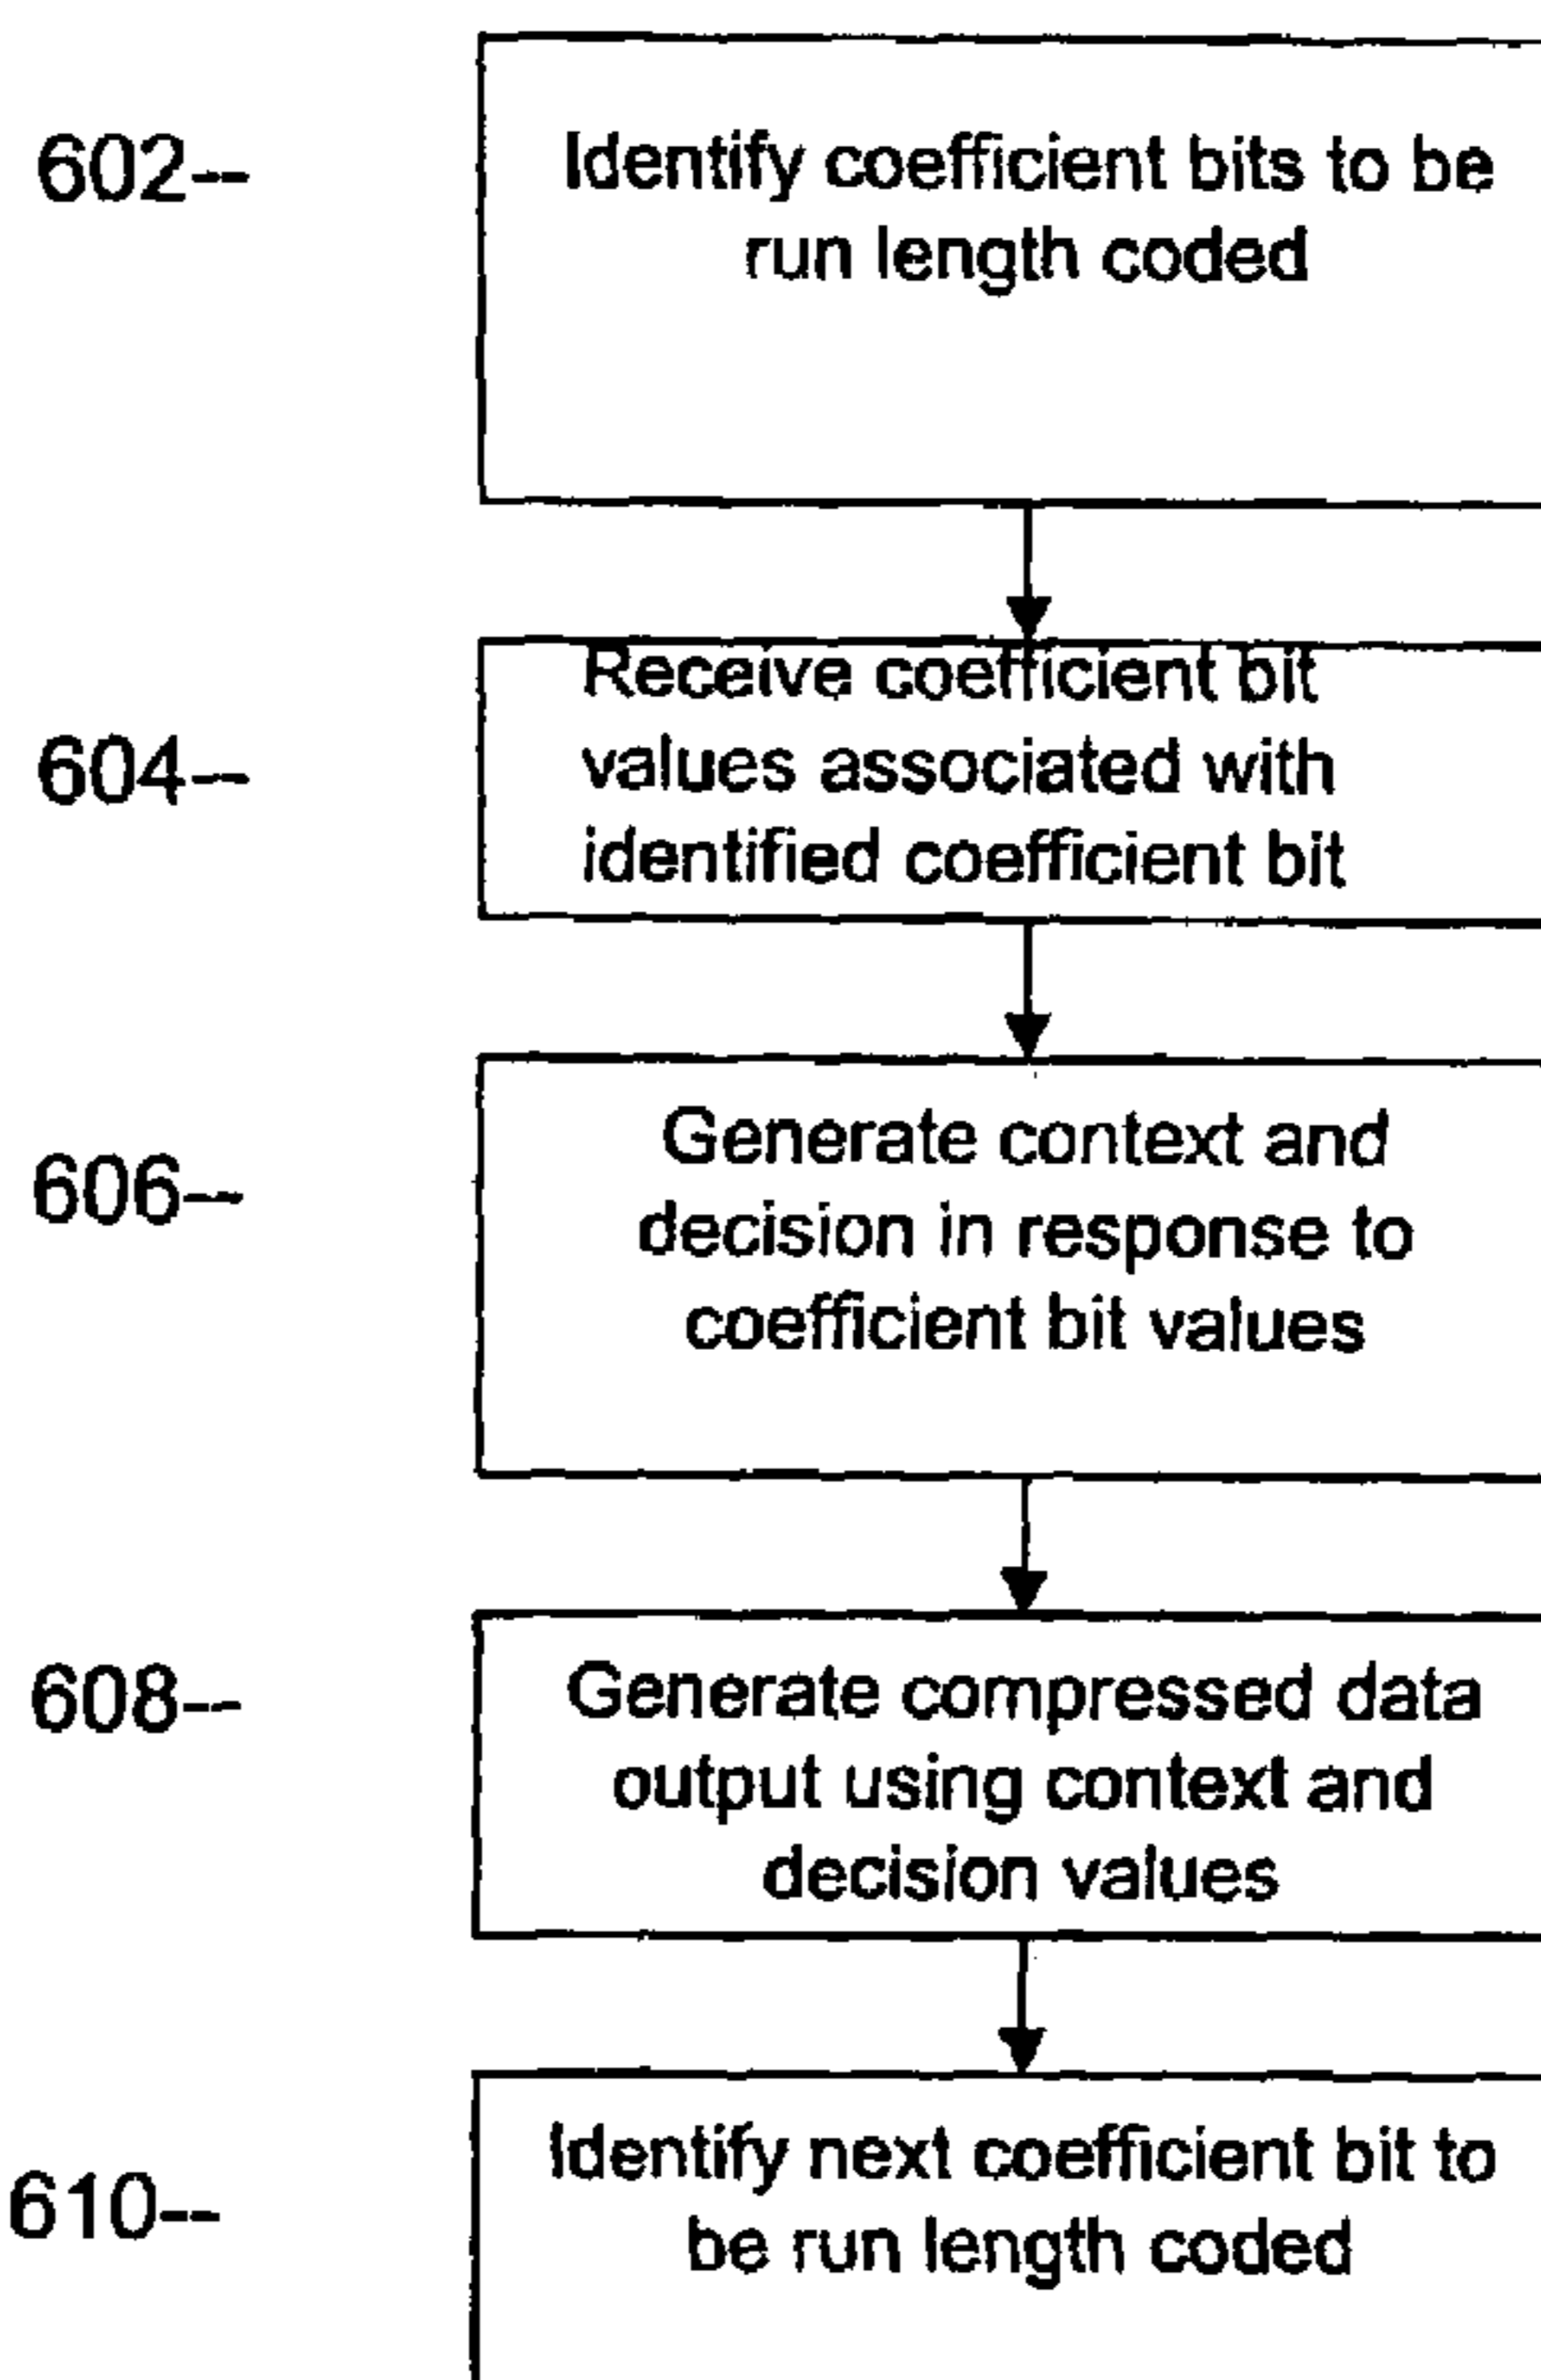 602--
Identify coefficient bits to be
run length coded
604--
Receive coefficient bit
values associated with
identified coefficient bit
606--
Generate context and
decision in response to
coefficient bit values
608--
Generate compressed data
output using context and
decision values
610--
Identify next coefficient bit to
be run length coded